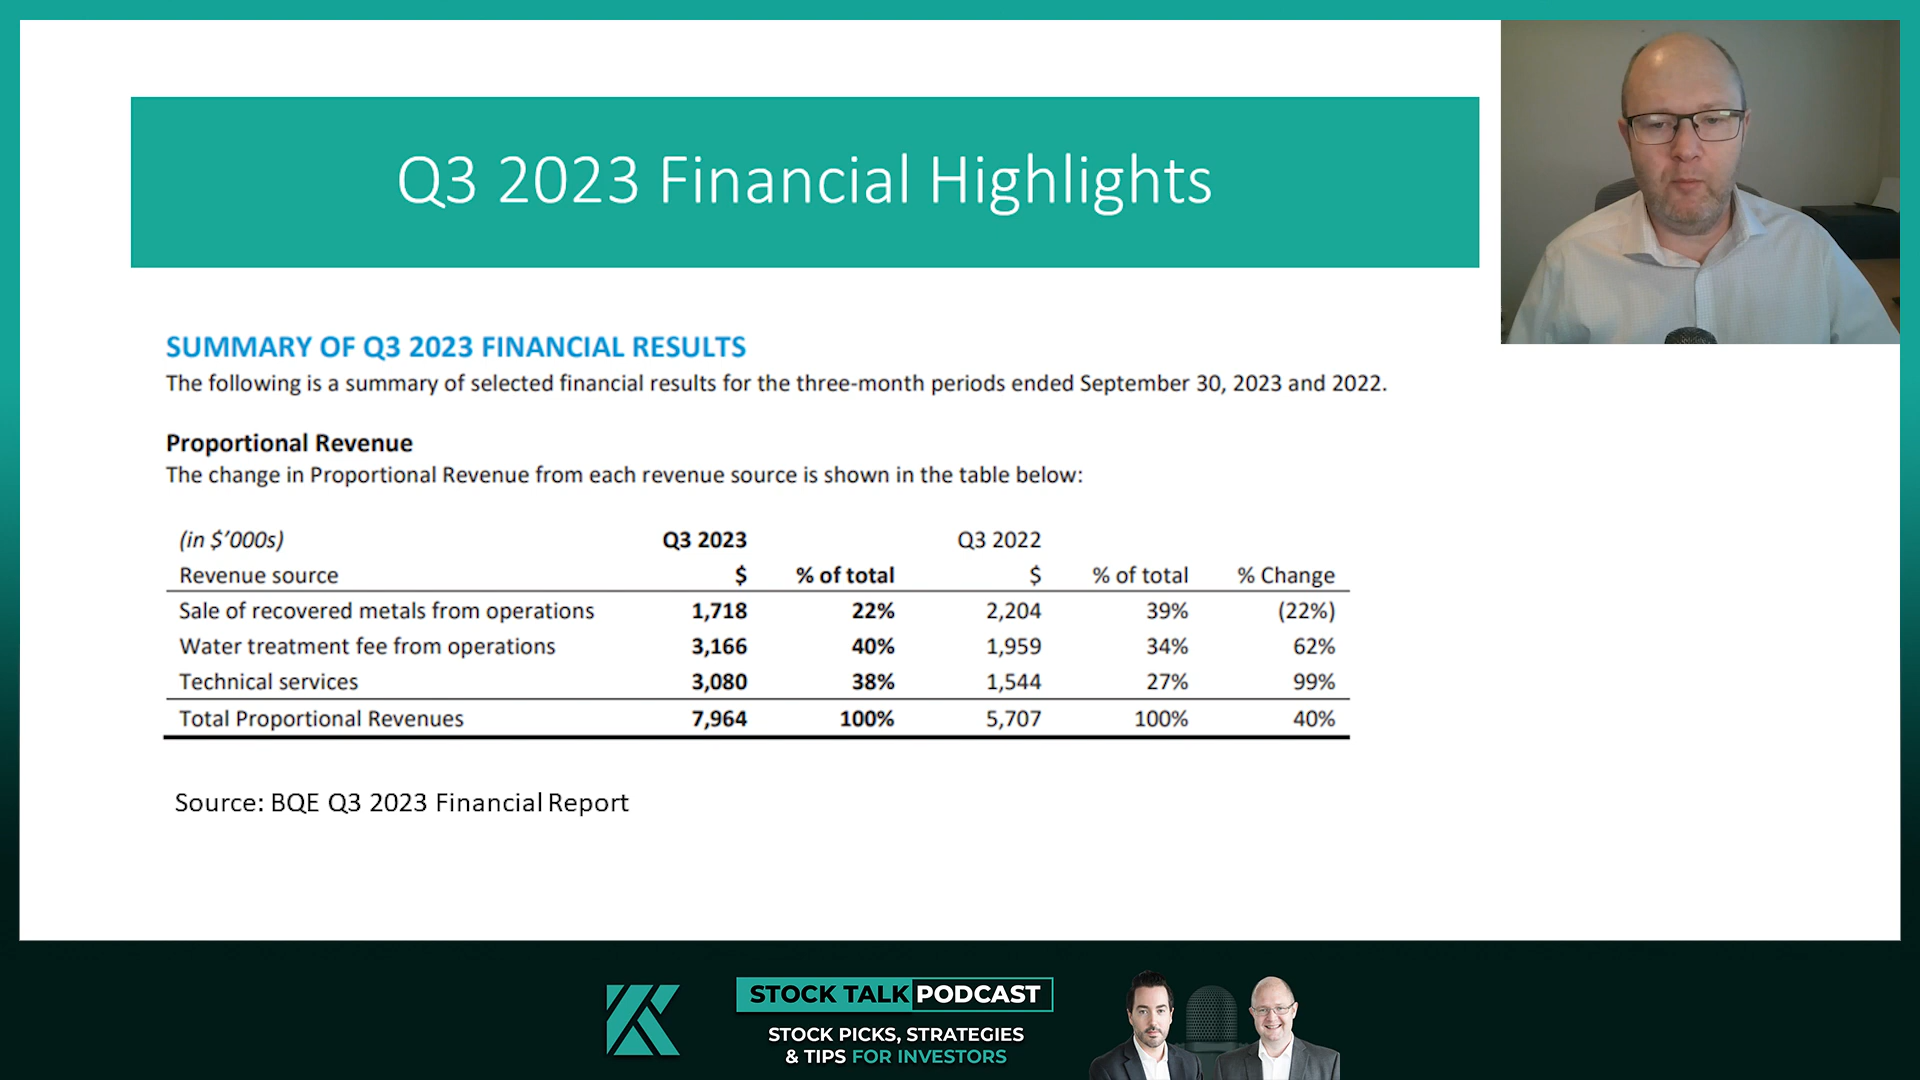 Q3 2023 Financial Highlights
SUMMARY OF Q3 2023 FINANCIAL RESULTS
The following is a summary of selected financial results for the three-month periods ended September 30, 2023 and 2022.
Proportional Revenue
The change in Proportional Revenue from each revenue source is shown in the table below:
(in $'000s) Q3 2023 Q3 2022
Revenue source $ % of total $ % of total % Change
Sale of recovered metals from operations 1,718 22% 2,204 39% (22%)
Water treatment fee from operations 3,166 40% 1,959 34% 62%
Technical services 3,080 38% 1,544 27% 99%
Total Proportional Revenues 7,964 100% 5,707 100% 40%
Source: BQE Q3 2023 Financial Report
STOCK TALK PODCAST
STOCK PICKS, STRATEGIES
& TIPS FOR INVESTORS